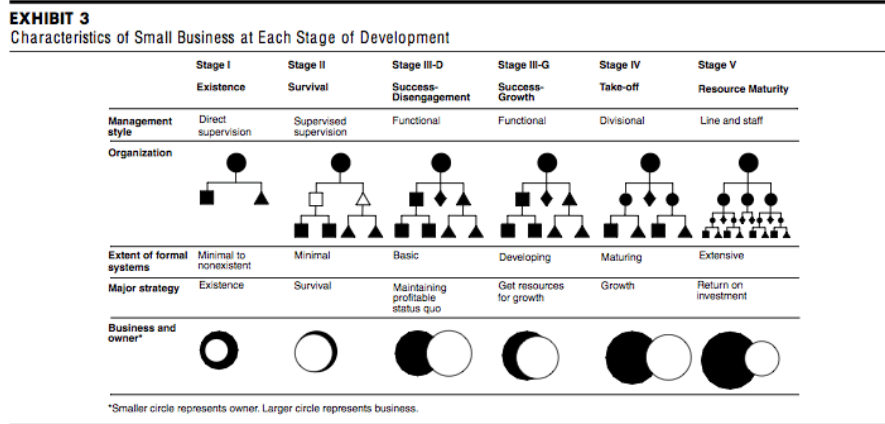 EXHIBIT 3
Characteristics of Small Business at Each Stage of Development
Stage I Stage II Stage III-D Stage III-G Stage IV Stage V
Existence Survival Success- Success- Take-off Resource Maturity
Disengagement Growth
Management Direct Supervised Functional Functional Divisional Line and staff
style supervision supervision
Organization
Extent of formal Minimal to Minimal Basic Developing Maturing Extensive
systems nonexistent
Major strategy Existence Survival Maintaining Get resources Growth Return on
profitable for growth investment
status quo
Business and
owner*
*Smaller circle represents owner. Larger circle represents business.